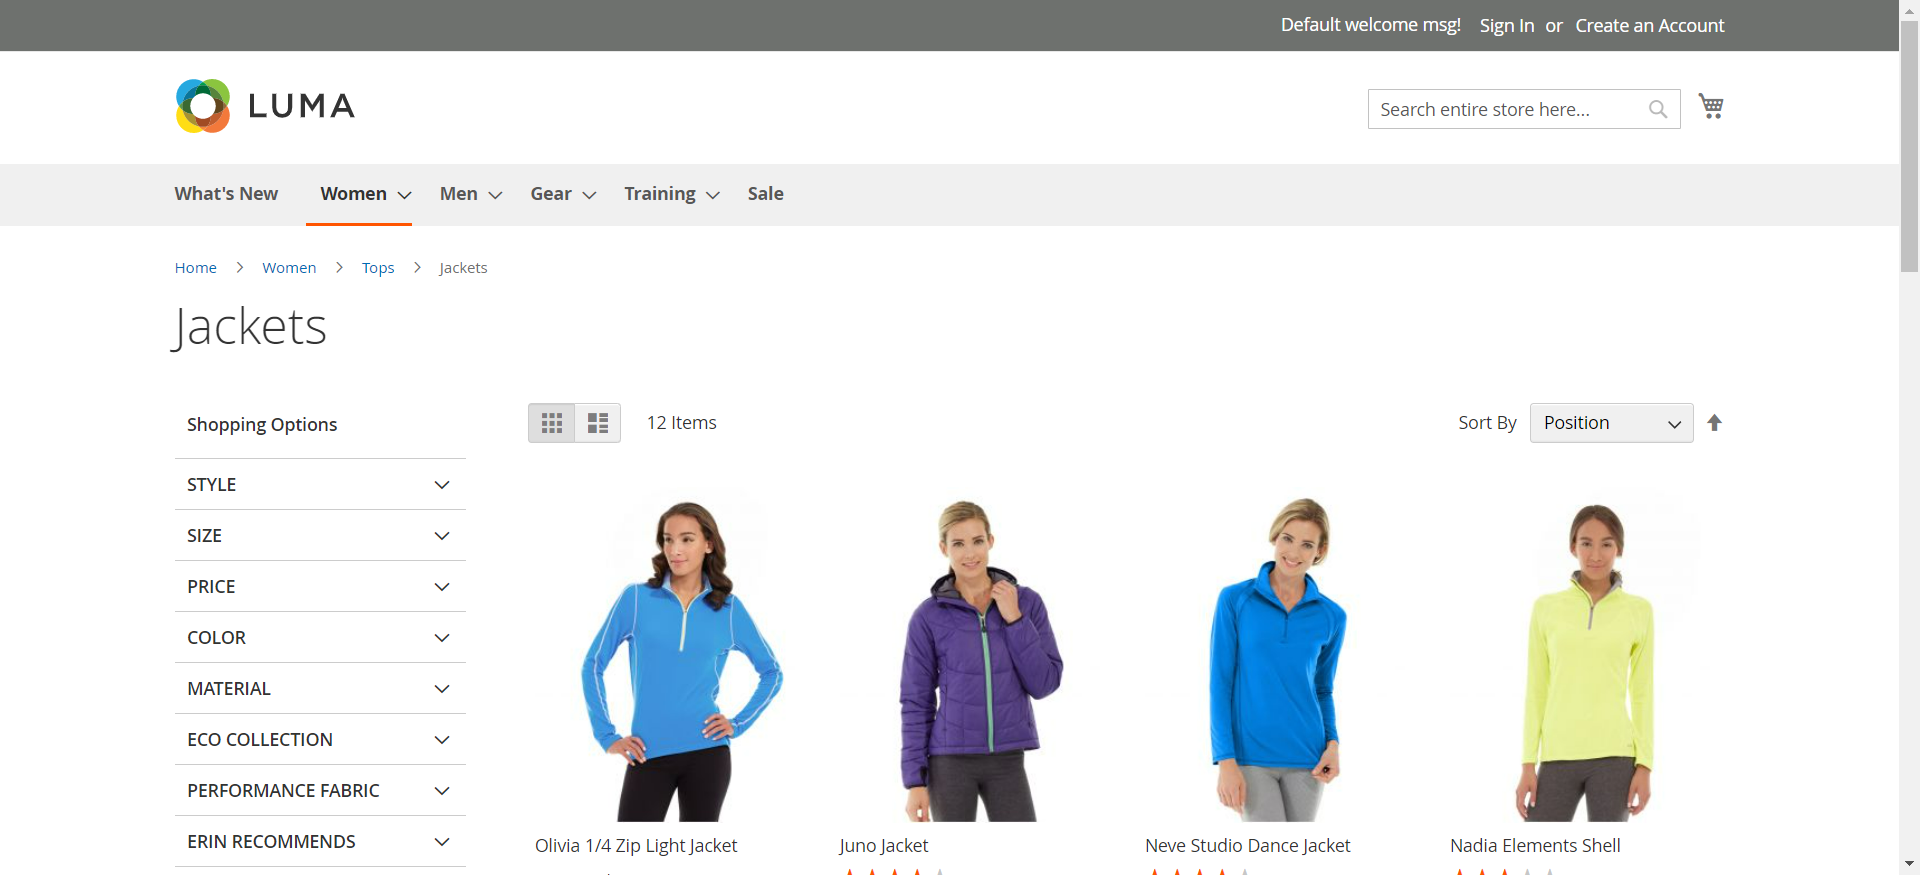 Default welcome msg! Sign In or Create an Account
LUMA
Search entire store here...
What's New Women Men Gear Training Sale
Home Women Tops Jackets
Jackets
Shopping Options
12 Items
Sort By Position
STYLE
SIZE
PRICE
COLOR
MATERIAL
ECO COLLECTION
PERFORMANCE FABRIC
ERIN RECOMMENDS
Olivia 1/4 Zip Light Jacket
Juno Jacket
Neve Studio Dance Jacket
Nadia Elements Shell